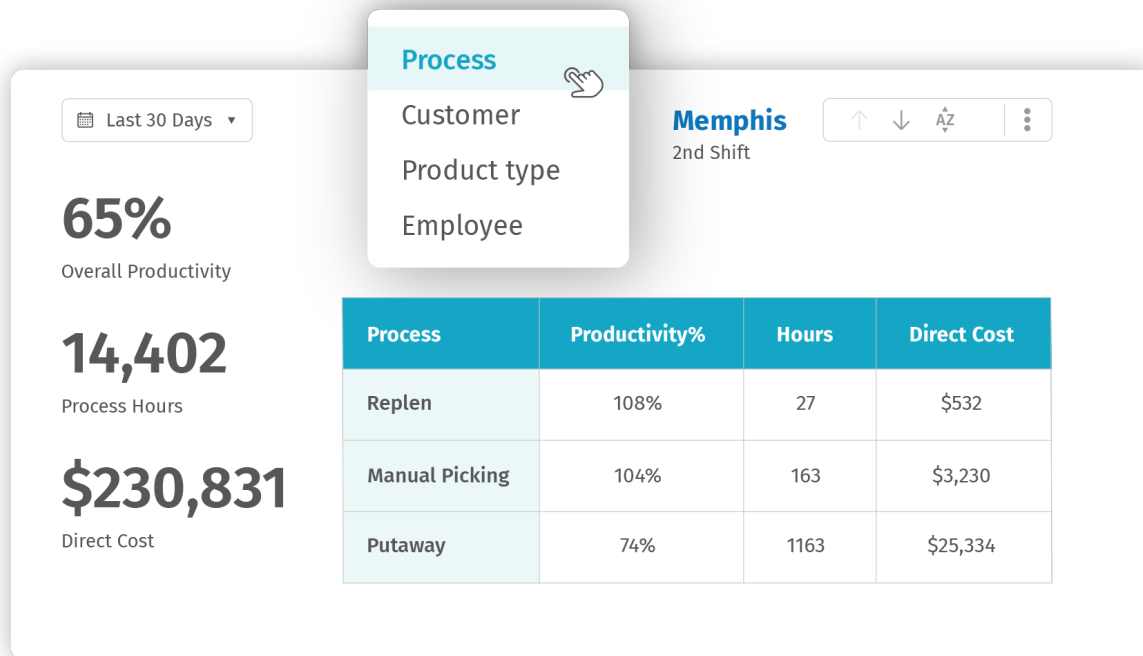 Process
Customer
Product type
Employee
Last 30 Days
Memphis
2nd Shift
AZ
65%
Overall Productivity
14,402
Process Hours
$230,831
Direct Cost
Process Productivity% Hours Direct Cost
Replen 108% 27 $532
Manual Picking 104% 163 $3,230
Putaway 74% 1163 $25,334